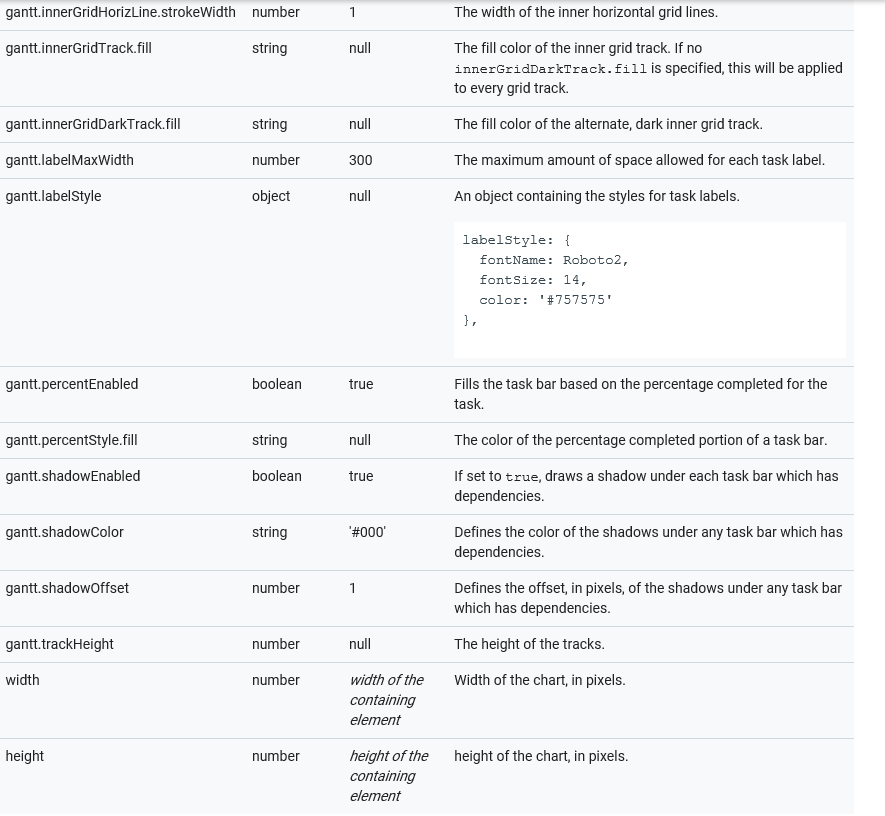 gantt.innerGridHorizLine.strokeWidth number 1 The width of the inner horizontal grid lines.
gantt.innerGridTrack.fill string null The fill color of the inner grid track. If no
innerGridDarkTrack.fill is specified, this will be applied
to every grid track.
gantt.innerGridDarkTrack.fill string null The fill color of the alternate, dark inner grid track.
gantt.labelMaxWidth number 300 The maximum amount of space allowed for each task label.
gantt.labelStyle object null An object containing the styles for task labels.
labelStyle: {
  fontName: Roboto2,
  fontSize: 14,
  color: '#757575'
},
gantt.percentEnabled boolean true Fills the task bar based on the percentage completed for the
task.
gantt.percentStyle.fill string null The color of the percentage completed portion of a task bar.
gantt.shadowEnabled boolean true If set to true, draws a shadow under each task bar which has
dependencies.
gantt.shadowColor string '#000' Defines the color of the shadows under any task bar which has
dependencies.
gantt.shadowOffset number 1 Defines the offset, in pixels, of the shadows under any task bar
which has dependencies.
gantt.trackHeight number null The height of the tracks.
width number width of the Width of the chart, in pixels.
containing
element
height number height of the height of the chart, in pixels.
containing
element